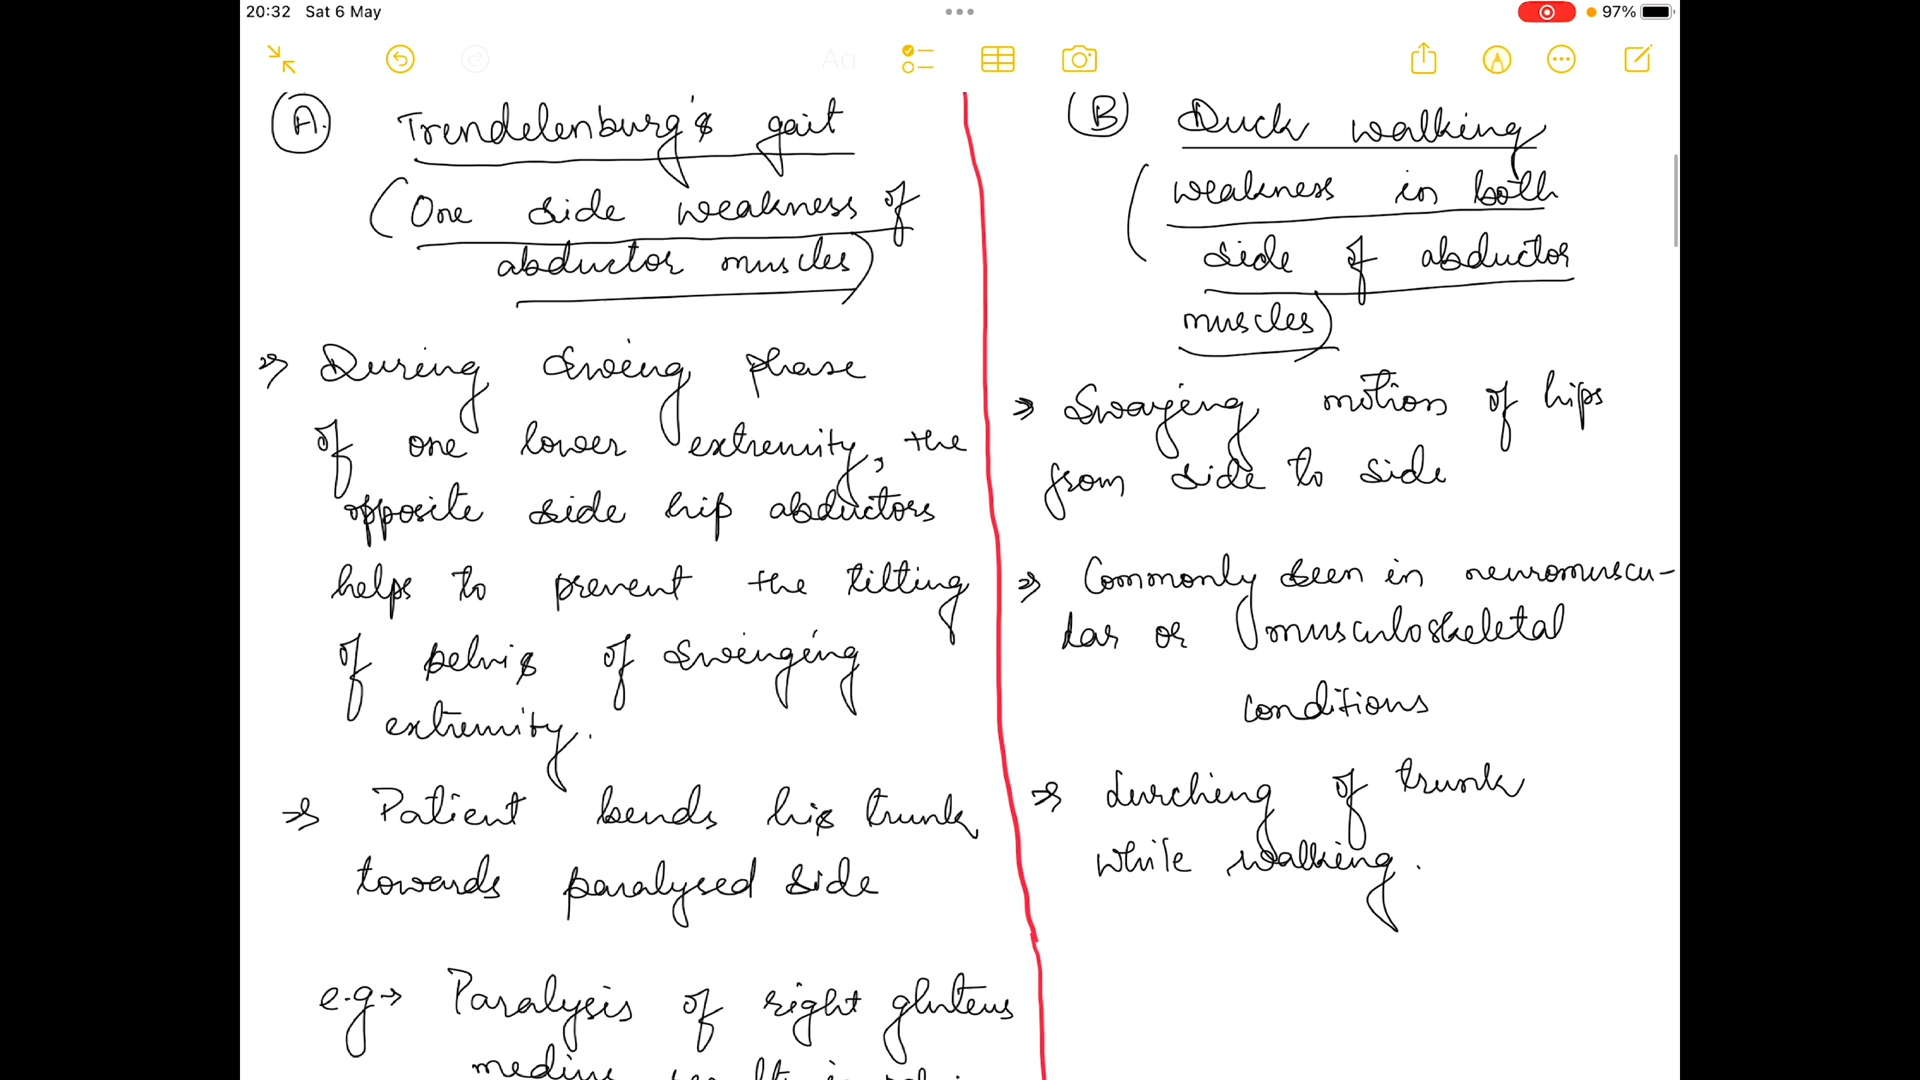 20:32 Sat 6 May
97%
Aa
A. Trendelenburg's gait
(One side weakness of
abductor muscles)
⇒ During swing phase
of one lower extremity, the
opposite side hip abductors
helps to prevent the tilting
of pelvis of swinging
extremity.
⇒ Patient bends his trunk
towards paralysed side
e.g→ Paralysis of right gluteus
(B) Duck walking
(weakness in both
side of abductor
muscles)
⇒ Swaying motion of hips
from side to side
⇒ Commonly seen in neuromuscu-
lar or musculoskeletal
conditions
⇒ Lurching of trunk
while walking.